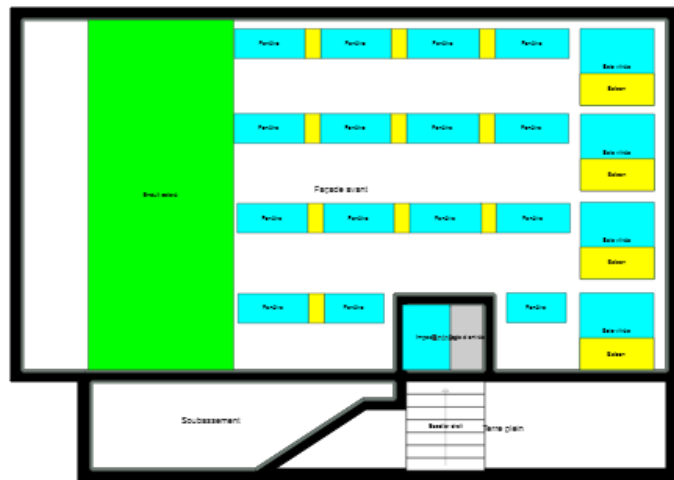 Fenêtre Fenêtre Fenêtre Fenêtre
Baie vitrée
Balcon
Fenêtre Fenêtre Fenêtre Fenêtre
Baie vitrée
Balcon
Façade avant
Fenêtre Fenêtre Fenêtre Fenêtre
Baie vitrée
Balcon
Fenêtre Fenêtre Fenêtre
Baie vitrée
Balcon
Soubassement
Escalier droit
Terre plein